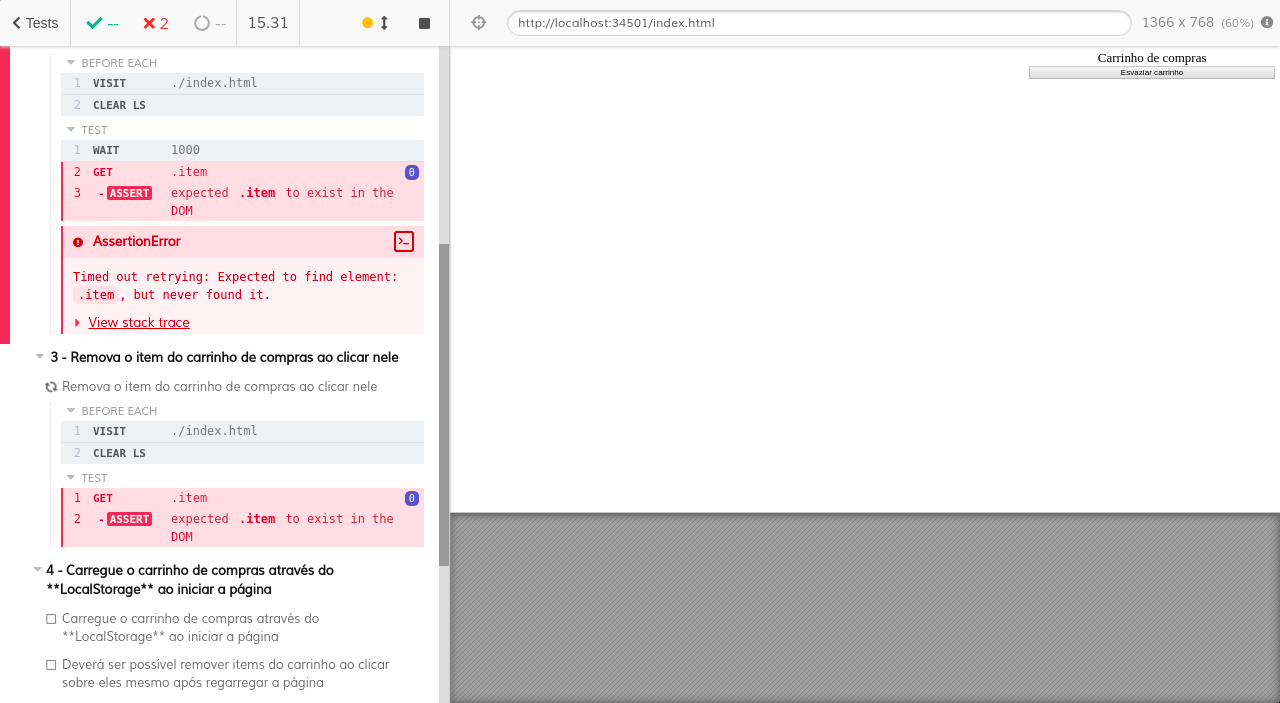 Tests
--
2
--
15.31
http://localhost:34501/index.html
1366 x 768 (60%)
BEFORE EACH
1 VISIT ./index.html
2 CLEAR LS
TEST
1 WAIT 1000
2 GET .item 0
3 -ASSERT expected .item to exist in the
DOM
AssertionError
Timed out retrying: Expected to find element:
.item, but never found it.
View stack trace
3 - Remova o item do carrinho de compras ao clicar nele
Remova o item do carrinho de compras ao clicar nele
BEFORE EACH
1 VISIT ./index.html
2 CLEAR LS
TEST
1 GET .item 0
2 -ASSERT expected .item to exist in the
DOM
4 - Carregue o carrinho de compras através do
**LocalStorage** ao iniciar a página
Carregue o carrinho de compras através do
**LocalStorage** ao iniciar a página
Deverá ser possível remover items do carrinho ao clicar
sobre eles mesmo após regarregar a página
Carrinho de compras
Esvaziar carrinho